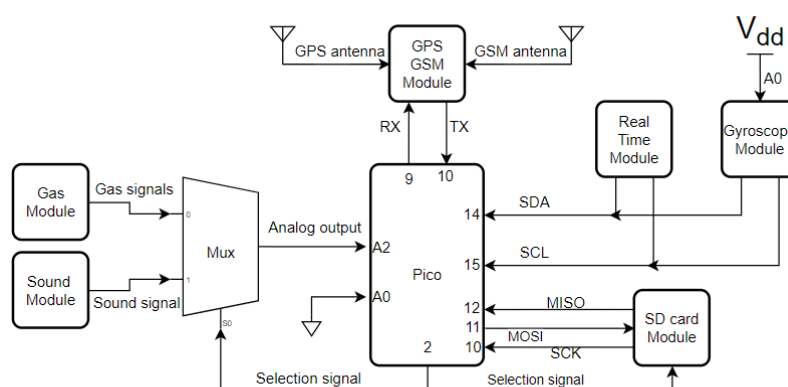 GPS antenna
GPS
GSM
Module
GSM antenna
Vdd
A0
RX
TX
Real
Time
Module
Gyroscop
Module
Gas
Module
Gas signals
0
Mux
Analog output
9
10
14
SDA
A2
Pico
15
SCL
Sound
Module
1
Sound signal
A0
12
MISO
11
MOSI
10
SCK
SD card
Module
S0
2
Selection signal
Selection signal